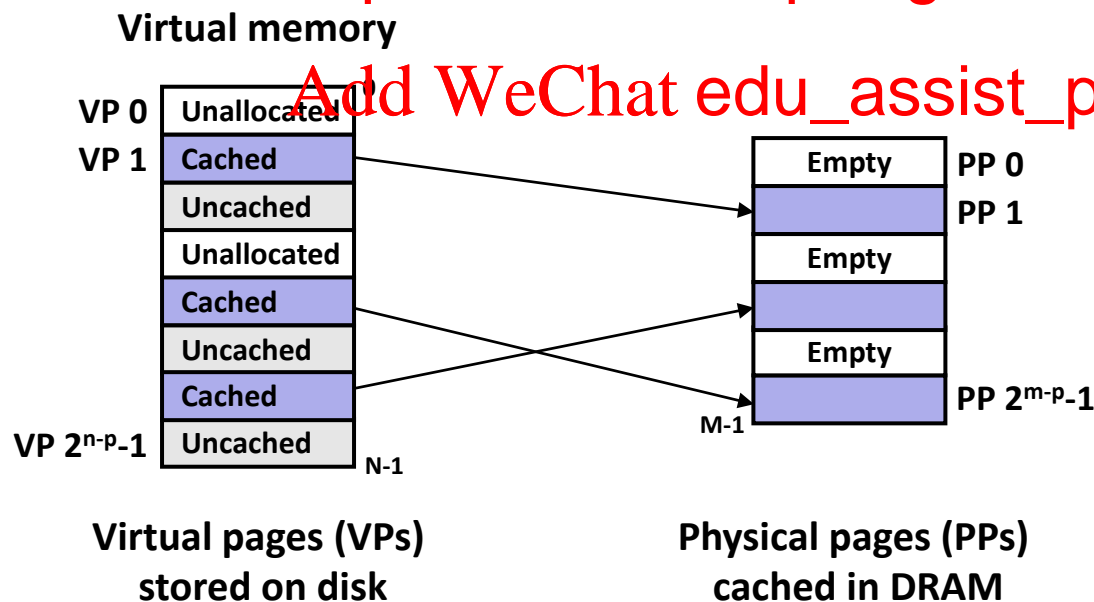 Virtual memory
Add WeChat edu_assist_p
0
VP 0
Unallocated
VP 1
Cached
Uncached
Unallocated
Cached
Uncached
Cached
VP 2ⁿ⁻ᵖ-1
Uncached
N-1
Empty
PP 0
PP 1
Empty
Empty
PP 2ᵐ⁻ᵖ-1
M-1
Virtual pages (VPs)
stored on disk
Physical pages (PPs)
cached in DRAM